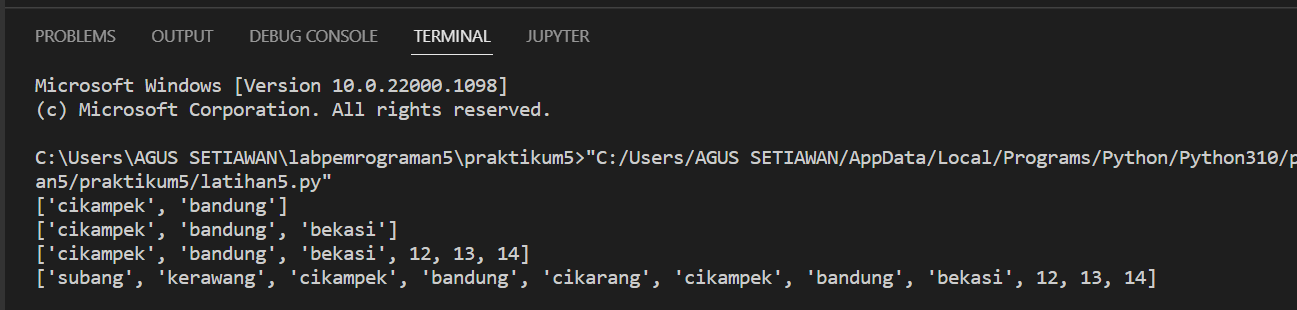 PROBLEMS OUTPUT DEBUG CONSOLE TERMINAL JUPYTER
Microsoft Windows [Version 10.0.22000.1098]
(c) Microsoft Corporation. All rights reserved.
C:\Users\AGUS SETIAWAN\labpemrograman5\praktikum5>"C:/Users/AGUS SETIAWAN/AppData/Local/Programs/Python/Python310/p
an5/praktikum5/latihan5.py"
['cikampek', 'bandung']
['cikampek', 'bandung', 'bekasi']
['cikampek', 'bandung', 'bekasi', 12, 13, 14]
['subang', 'kerawang', 'cikampek', 'bandung', 'cikarang', 'cikampek', 'bandung', 'bekasi', 12, 13, 14]